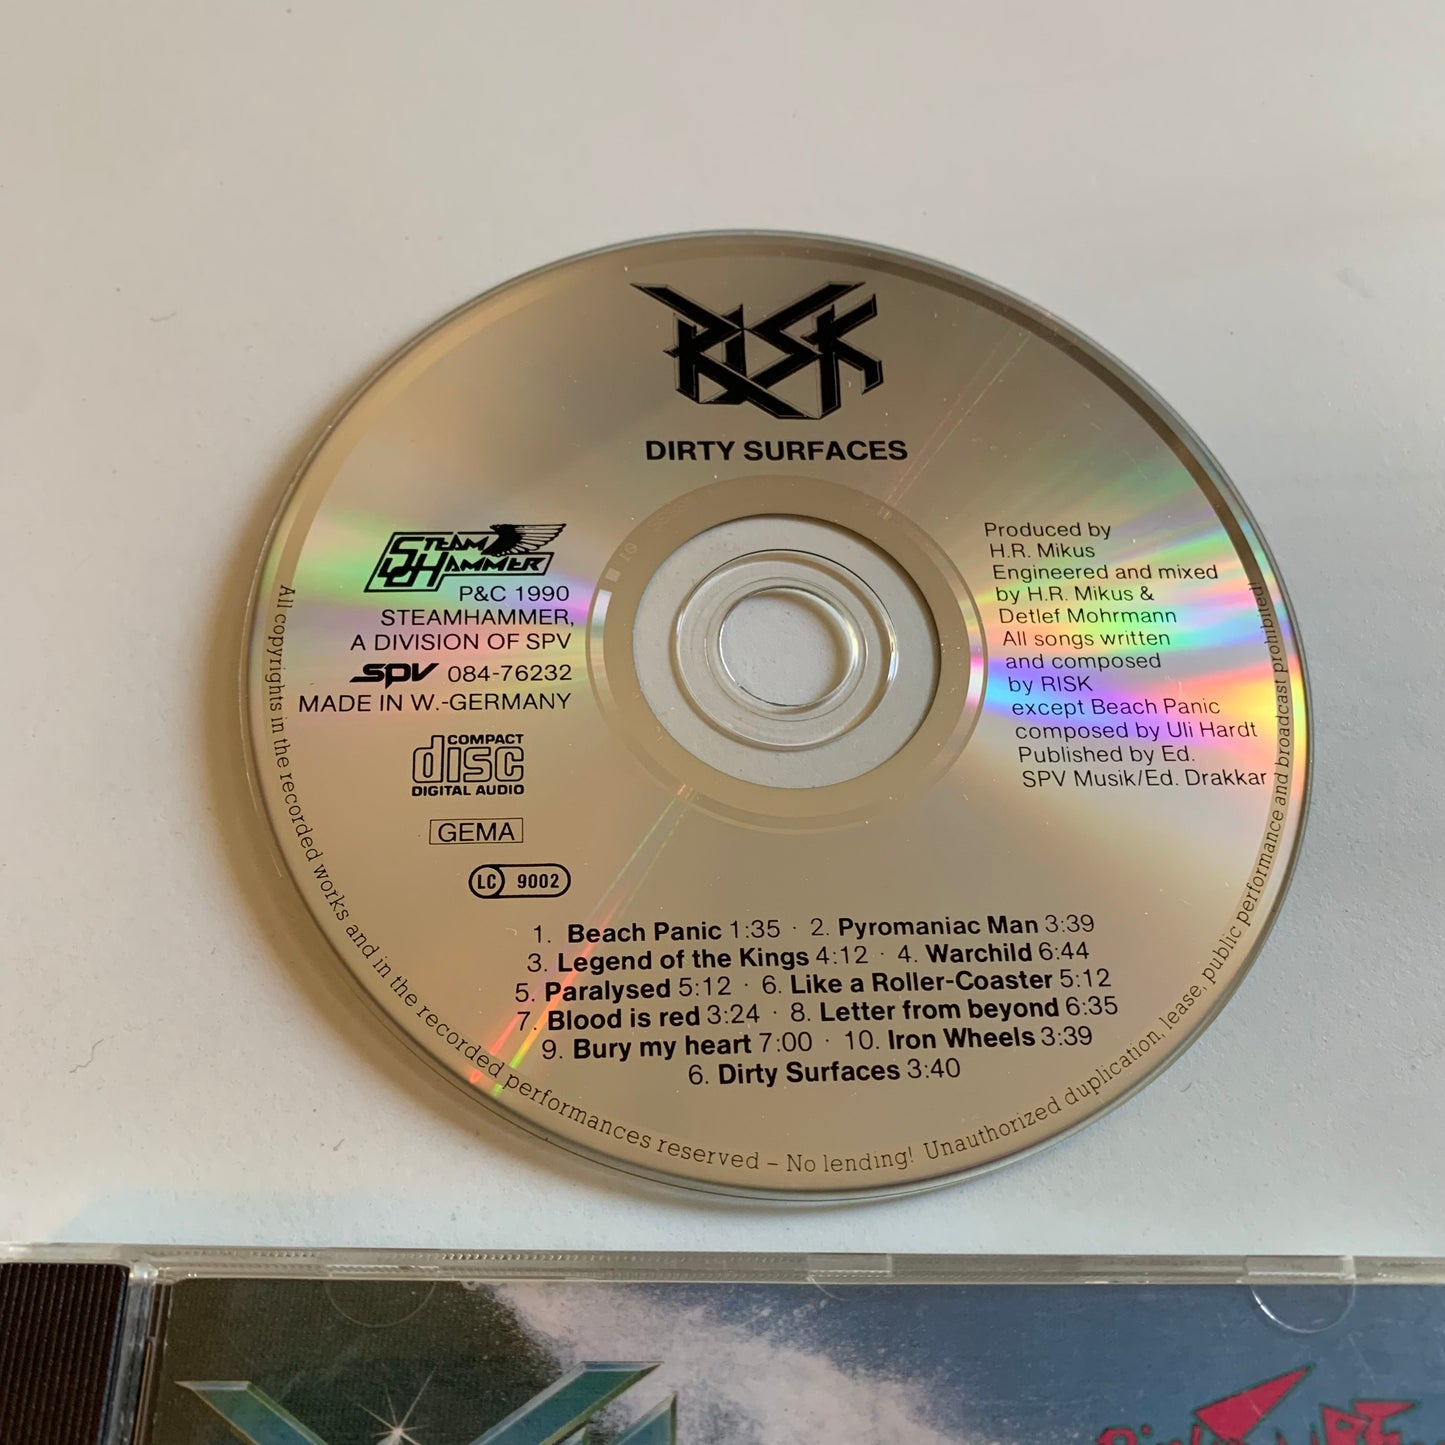 RISK
DIRTY SURFACES
STEAM
HAMMER
P&C 1990
STEAMHAMMER,
A DIVISION OF SPV
SPV 084-76232
MADE IN W.-GERMANY
COMPACT
disc
DIGITAL AUDIO
GEMA
LC 9002
Produced by
H.R. Mikus
Engineered and mixed
by H.R. Mikus &
Detlef Mohrmann
All songs written
and composed
by RISK
except Beach Panic
composed by Uli Hardt
Published by Ed.
SPV Musik/Ed. Drakkar
1. Beach Panic 1:35 · 2. Pyromaniac Man 3:39
3. Legend of the Kings 4:12 · 4. Warchild 6:44
5. Paralysed 5:12 · 6. Like a Roller-Coaster 5:12
7. Blood is red 3:24 · 8. Letter from beyond 6:35
9. Bury my heart 7:00 · 10. Iron Wheels 3:39
6. Dirty Surfaces 3:40
All copyrights in the recorded works and in the recorded performances reserved – No lending! Unauthorized duplication, lease, public performance and broadcast prohibited!